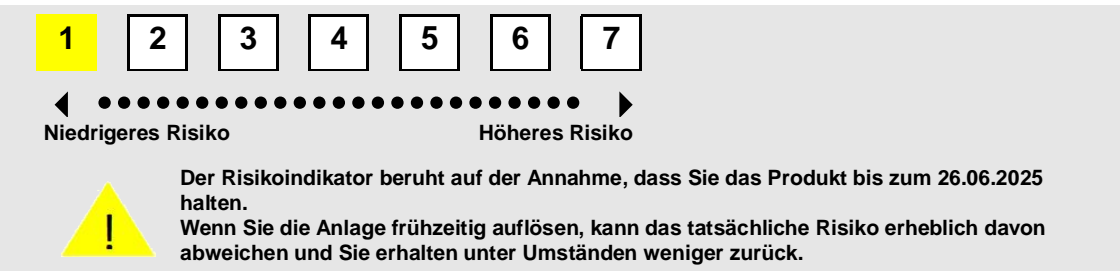 1 2 3 4 5 6 7
Niedrigeres Risiko Höheres Risiko
Der Risikoindikator beruht auf der Annahme, dass Sie das Produkt bis zum 26.06.2025
halten.
Wenn Sie die Anlage frühzeitig auflösen, kann das tatsächliche Risiko erheblich davon
abweichen und Sie erhalten unter Umständen weniger zurück.
!